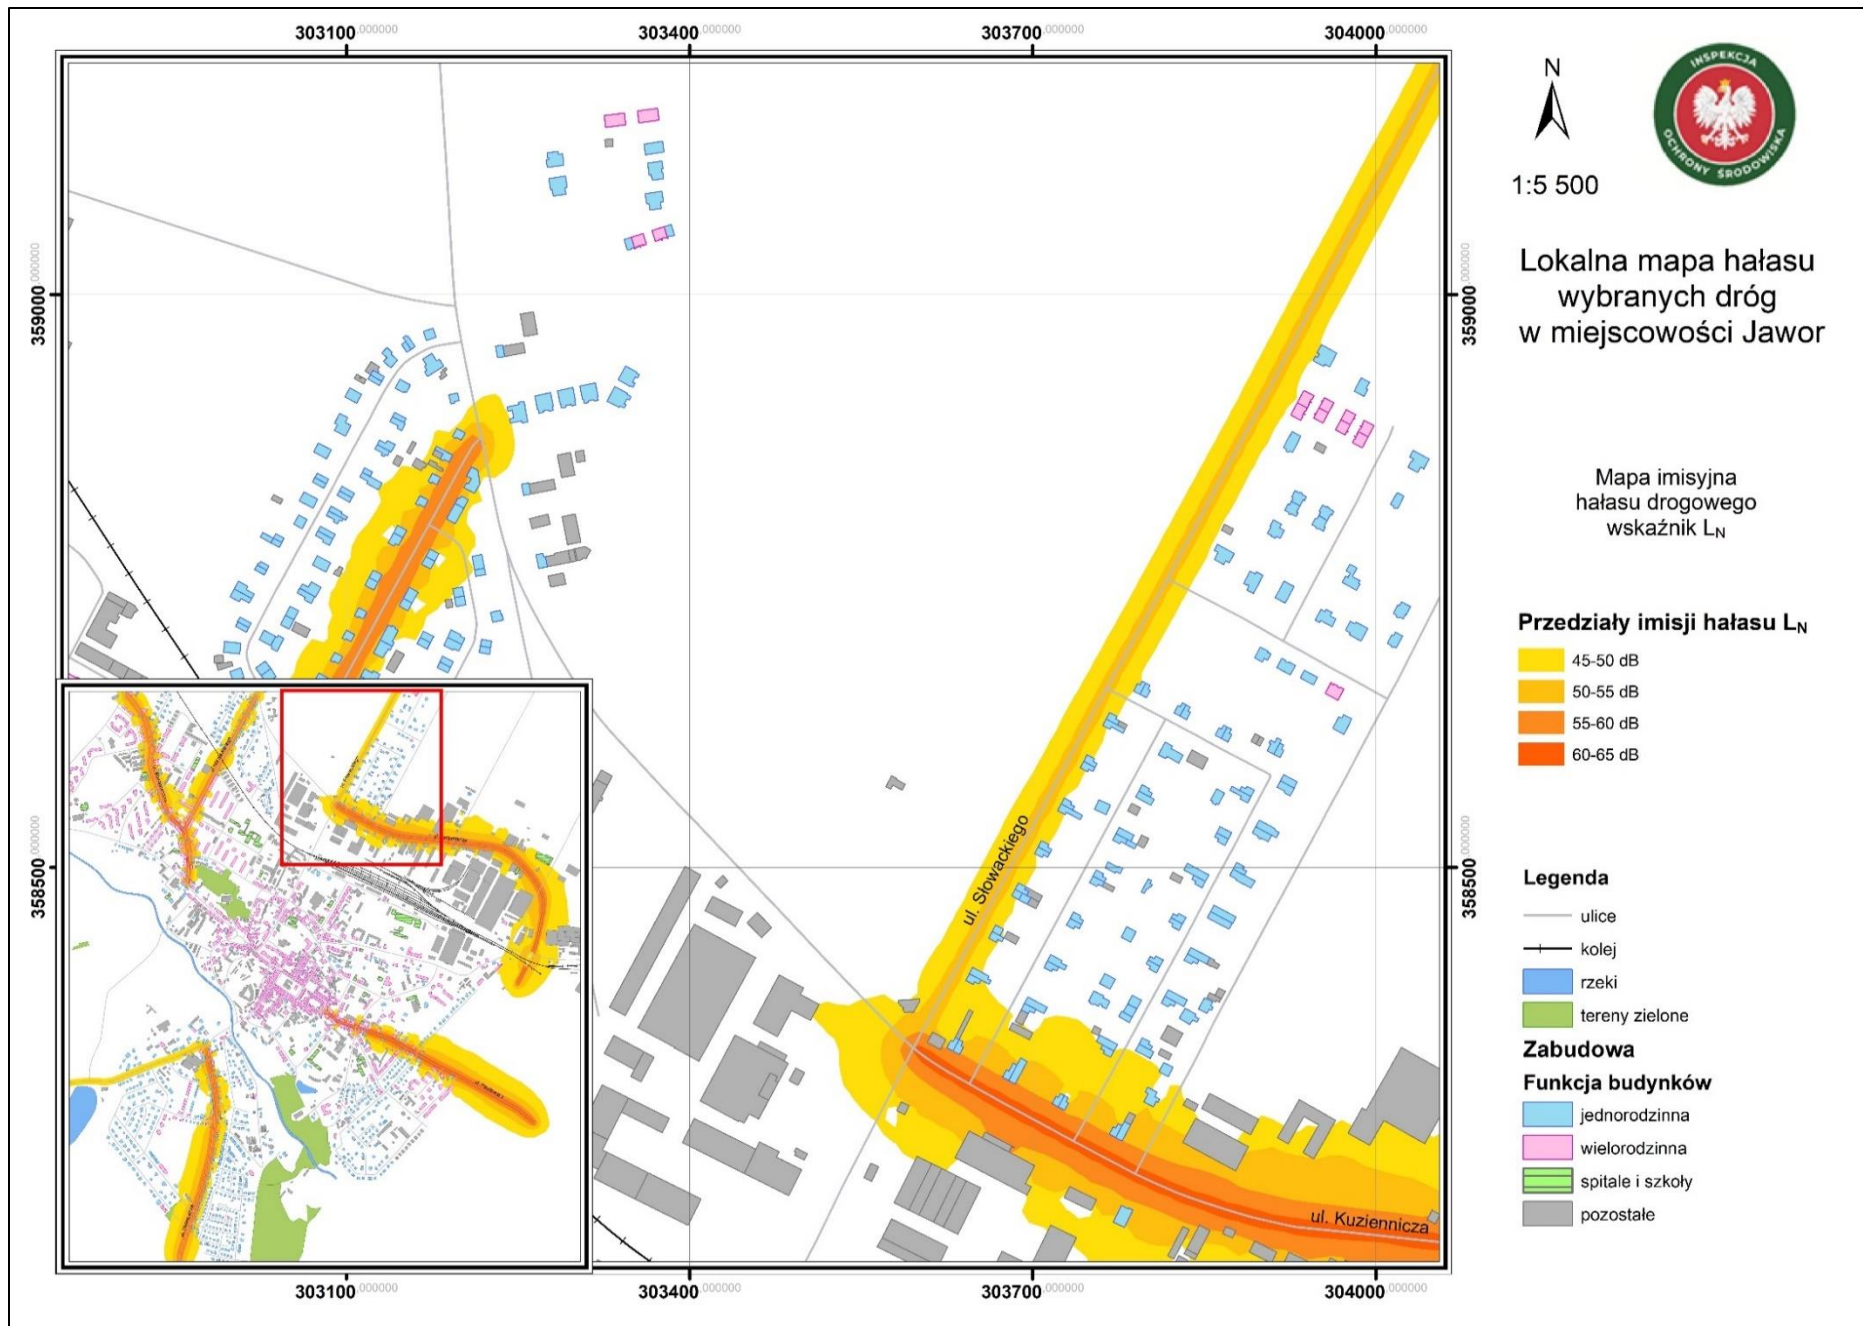 303100,000000 303400,000000 303700,000000 304000,000000
359000,000000
358500,000000
359000,000000
358500,000000
ul. Słowackiego
ul. Kuziennicza
303100,000000 303400,000000 303700,000000 304000,000000
N
1:5 500
INSPEKCJA
OCHRONY ŚRODOWISKA
Lokalna mapa hałasu
wybranych dróg
w miejscowości Jawor
Mapa imisyjna
hałasu drogowego
wskaźnik LN
Przedziały imisji hałasu LN
45-50 dB
50-55 dB
55-60 dB
60-65 dB
Legenda
ulice
kolej
rzeki
tereny zielone
Zabudowa
Funkcja budynków
jednorodzinna
wielorodzinna
spitale i szkoły
pozostałe